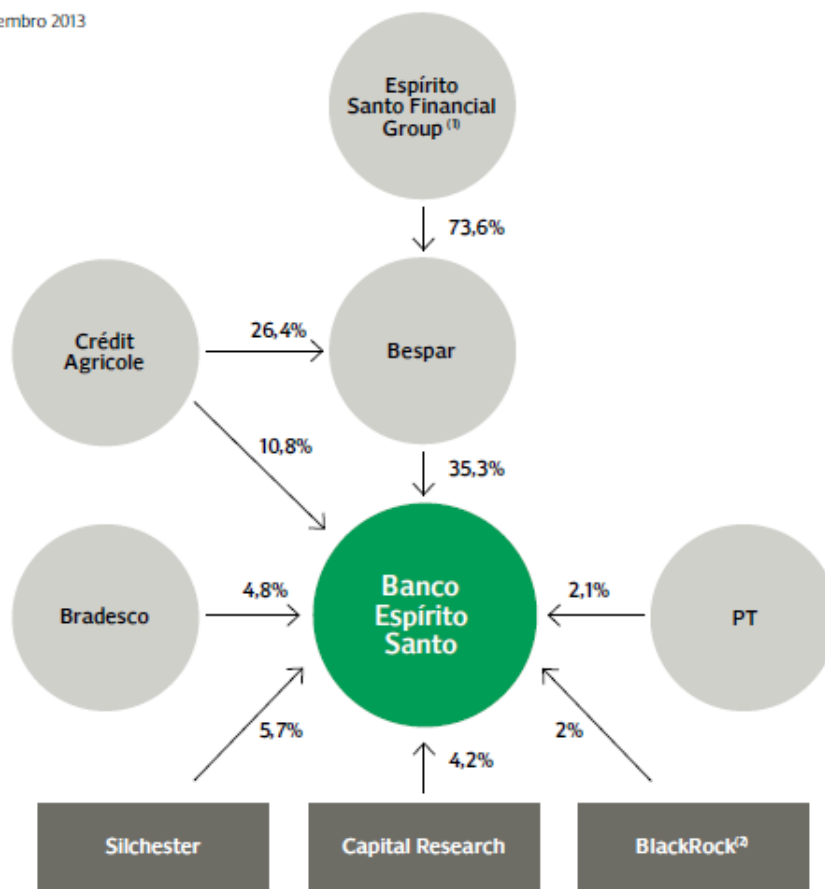 embro 2013
Espírito
Santo Financial
Group (1)
73,6%
Crédit
Agricole
26,4%
Bespar
10,8%
35,3%
Bradesco
4,8%
Banco
Espírito
Santo
2,1%
PT
5,7%
4,2%
2%
Silchester
Capital Research
BlackRock(2)